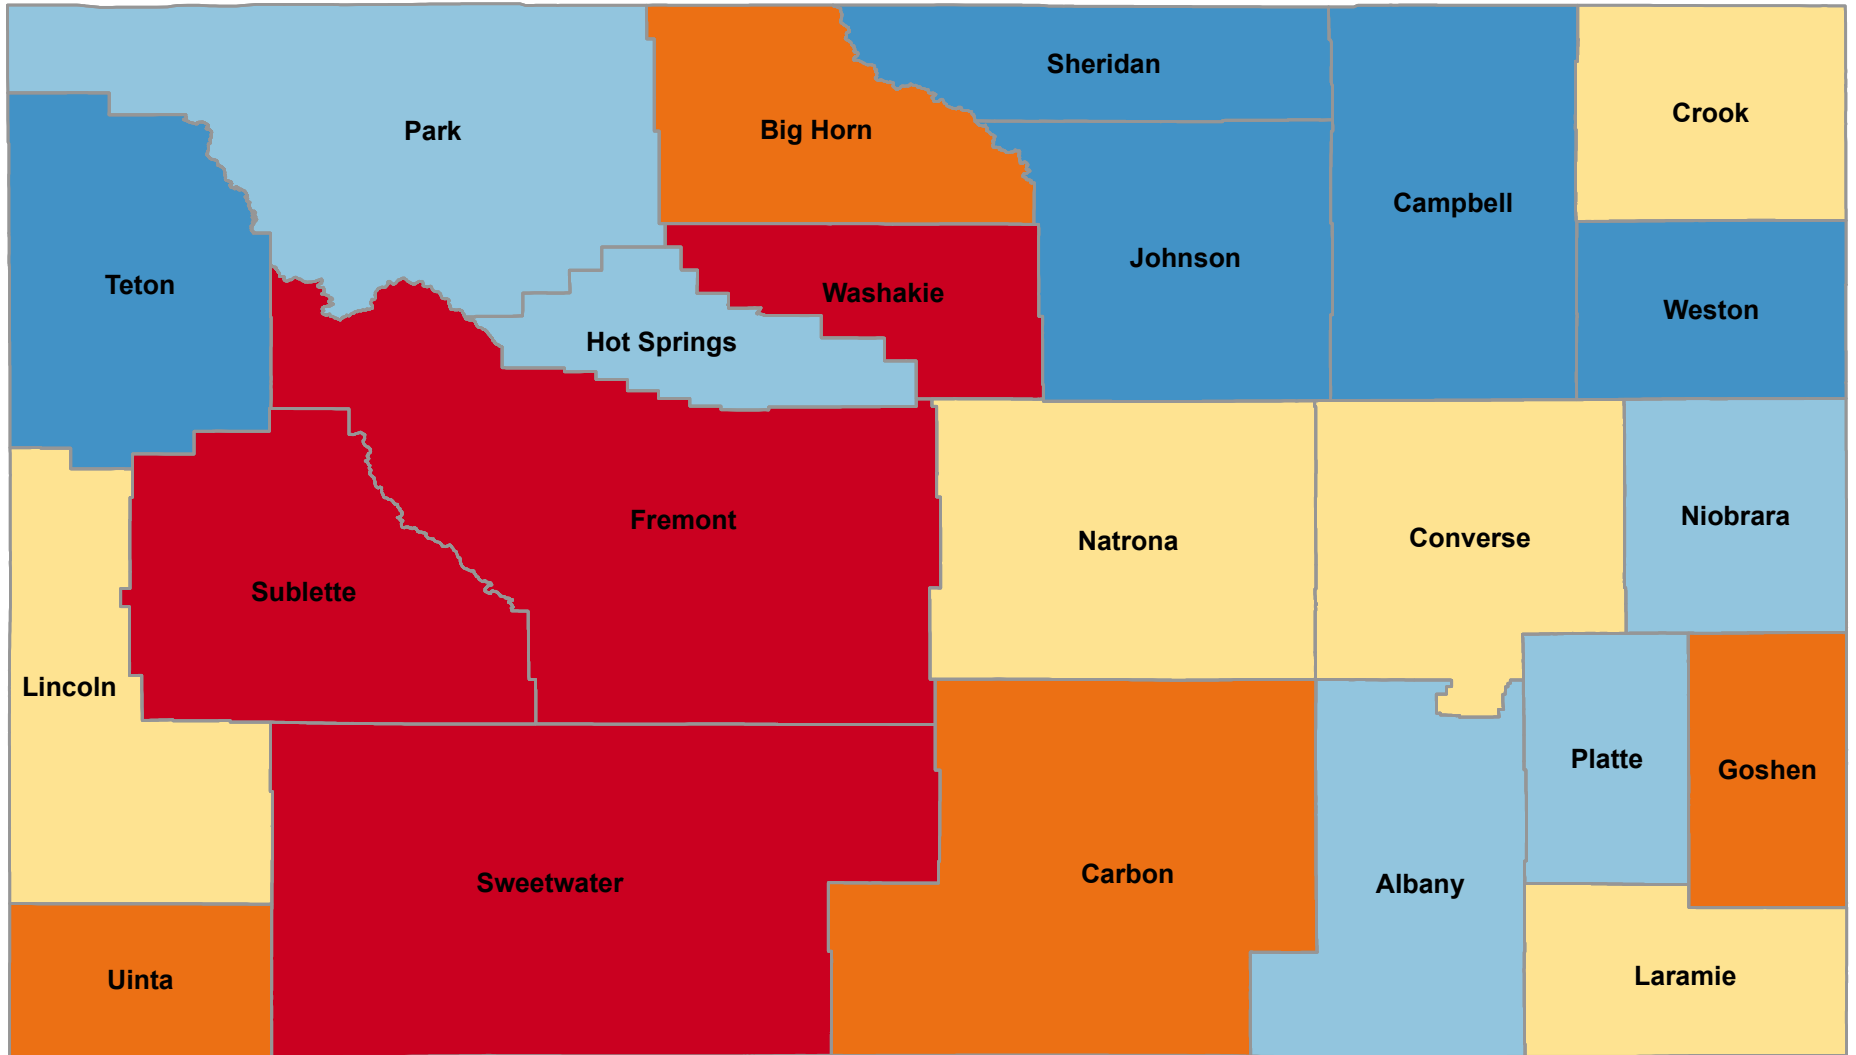 Sheridan
Crook
Park
Big Horn
Campbell
Johnson
Teton
Washakie
Weston
Hot Springs
Niobrara
Fremont
Converse
Natrona
Sublette
Lincoln
Platte
Goshen
Carbon
Sweetwater
Albany
Laramie
Uinta